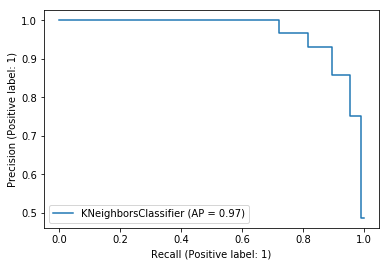 1.0
0.9
0.8
0.7
0.6
0.5
Precision (Positive label: 1)
KNeighborsClassifier (AP = 0.97)
0.0 0.2 0.4 0.6 0.8 1.0
Recall (Positive label: 1)